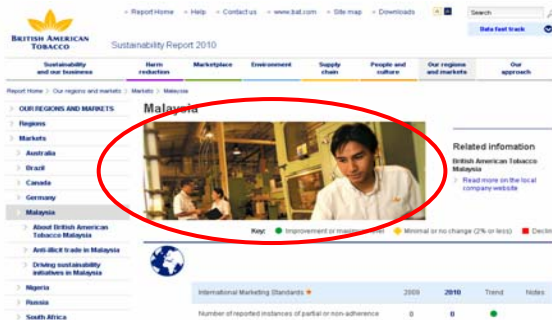 Report Home Help Contact us www.bat.com Site map Downloads
Search
Data fast track
BRITISH AMERICAN
TOBACCO
Sustainability Report 2010
Sustainability
and our business
Harm
reduction
Marketplace
Environment
Supply
chain
People and
culture
Our regions
and markets
Our
approach
Report Home > Our regions and markets > Markets > Malaysia
OUR REGIONS AND MARKETS
Regions
Markets
Australia
Brazil
Canada
Germany
Malaysia
About British American
Tobacco Malaysia
Anti-illicit trade in Malaysia
Driving sustainability
initiatives in Malaysia
Nigeria
Russia
South Africa
Malaysia
Related infomation
British American Tobacco
Malaysia
Read more on the local
company website
Key: Improvement or maximum Minimal or no change (2% or less) Declin
International Marketing Standards 2009 2010 Trend Notes
Number of reported instances of partial or non-adherence 0 0